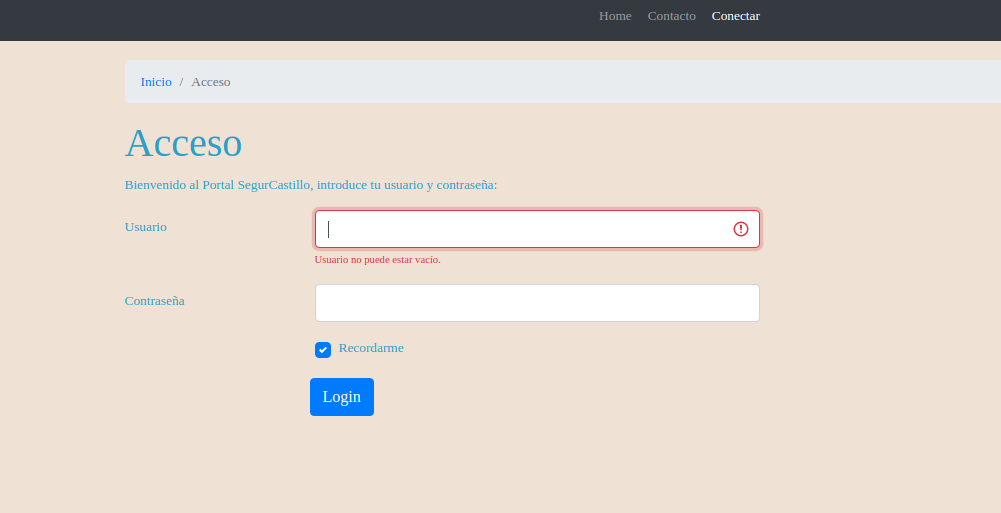 Home Contacto Conectar
Inicio / Acceso
Acceso
Bienvenido al Portal SegurCastillo, introduce tu usuario y contraseña:
Usuario
Usuario no puede estar vacío.
Contraseña
Recordarme
Login